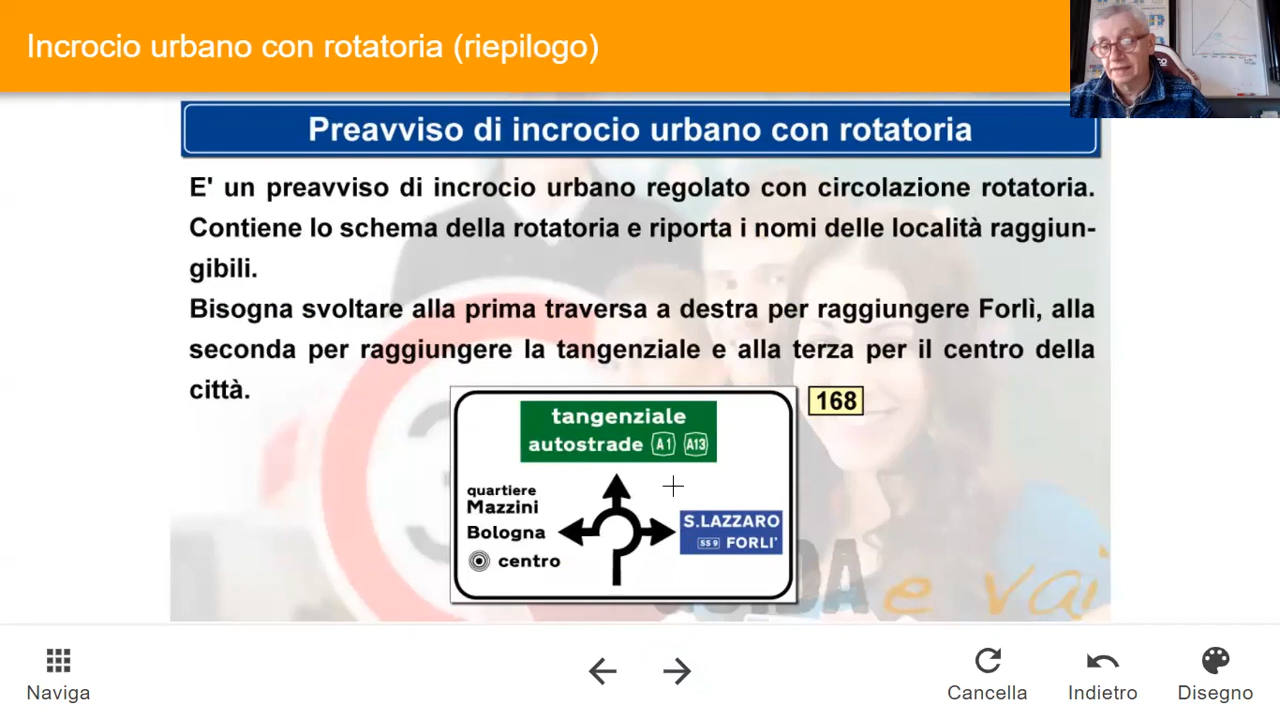 Incrocio urbano con rotatoria (riepilogo)
Preavviso di incrocio urbano con rotatoria
E' un preavviso di incrocio urbano regolato con circolazione rotatoria.
Contiene lo schema della rotatoria e riporta i nomi delle località raggiun-
gibili.
Bisogna svoltare alla prima traversa a destra per raggiungere Forlì, alla
seconda per raggiungere la tangenziale e alla terza per il centro della
città.
168
tangenziale
autostrade A1 A13
quartiere
Mazzini
Bologna
centro
S.LAZZARO
SS 9 FORLI'
e vai
Naviga
Cancella
Indietro
Disegno